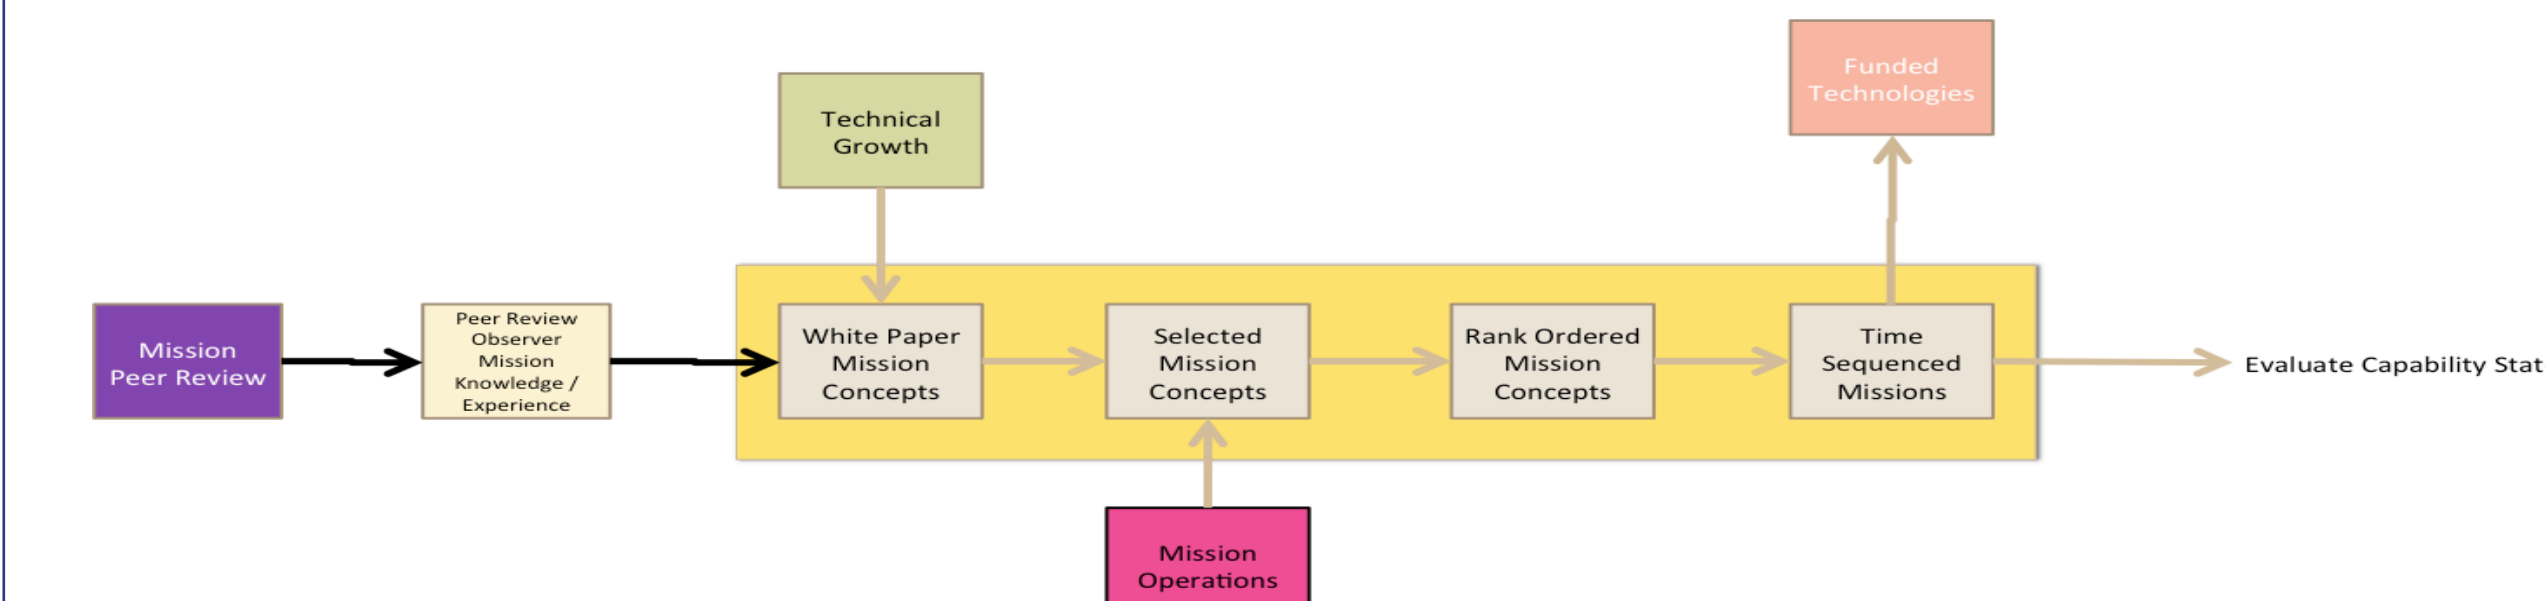 Funded
Technologies
Technical
Growth
Mission
Peer Review
Peer Review
Observer
Mission
Knowledge /
Experience
White Paper
Mission
Concepts
Selected
Mission
Concepts
Rank Ordered
Mission
Concepts
Time
Sequenced
Missions
Evaluate Capability Stat
Mission
Operations